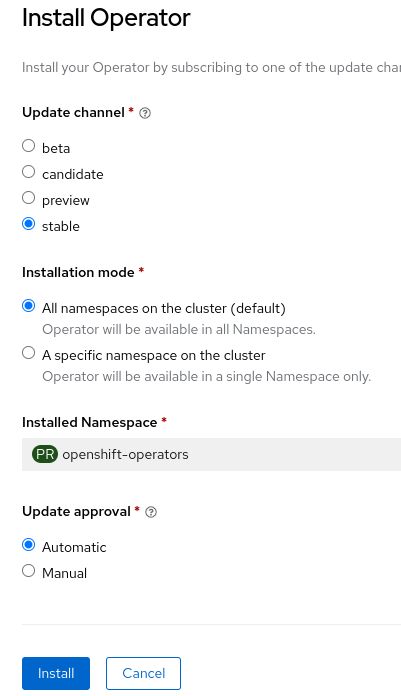 Install Operator
Install your Operator by subscribing to one of the update
Update channel *
beta
candidate
preview
stable
Installation mode *
All namespaces on the cluster (default)
Operator will be available in all Namespaces.
A specific namespace on the cluster
Operator will be available in a single Namespace only.
Installed Namespace *
PR openshift-operators
Update approval *
Automatic
Manual
Install Cancel